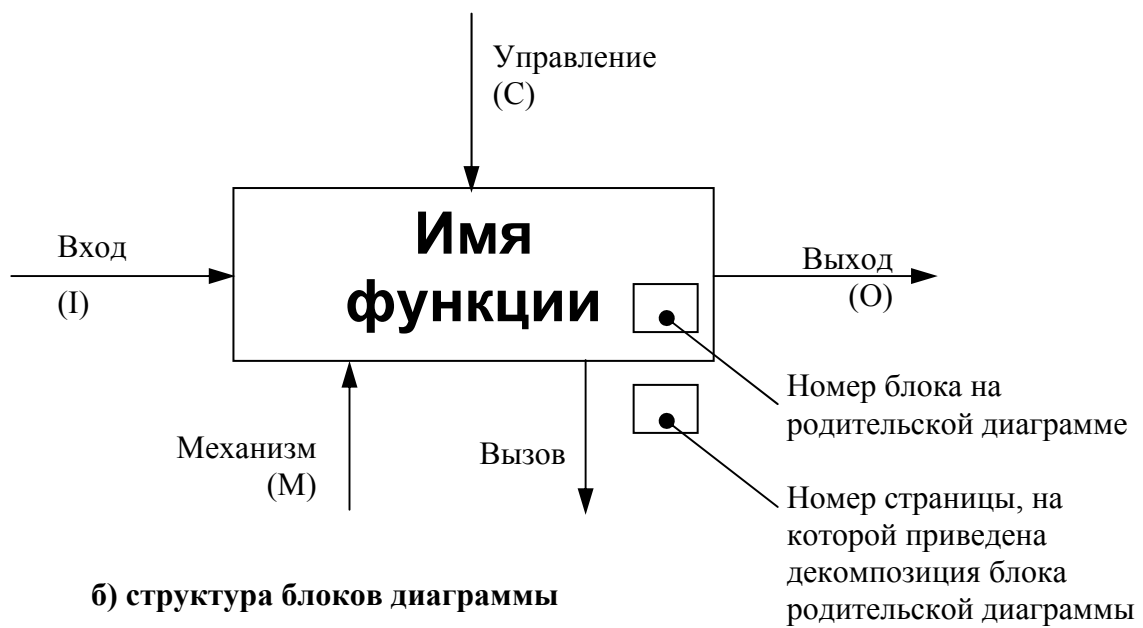 Управление
(C)
Имя
функции
Вход
(I)
Выход
(O)
Механизм
(M)
Вызов
Номер блока на
родительской диаграмме
Номер страницы, на
которой приведена
декомпозиция блока
родительской диаграммы
б) структура блоков диаграммы